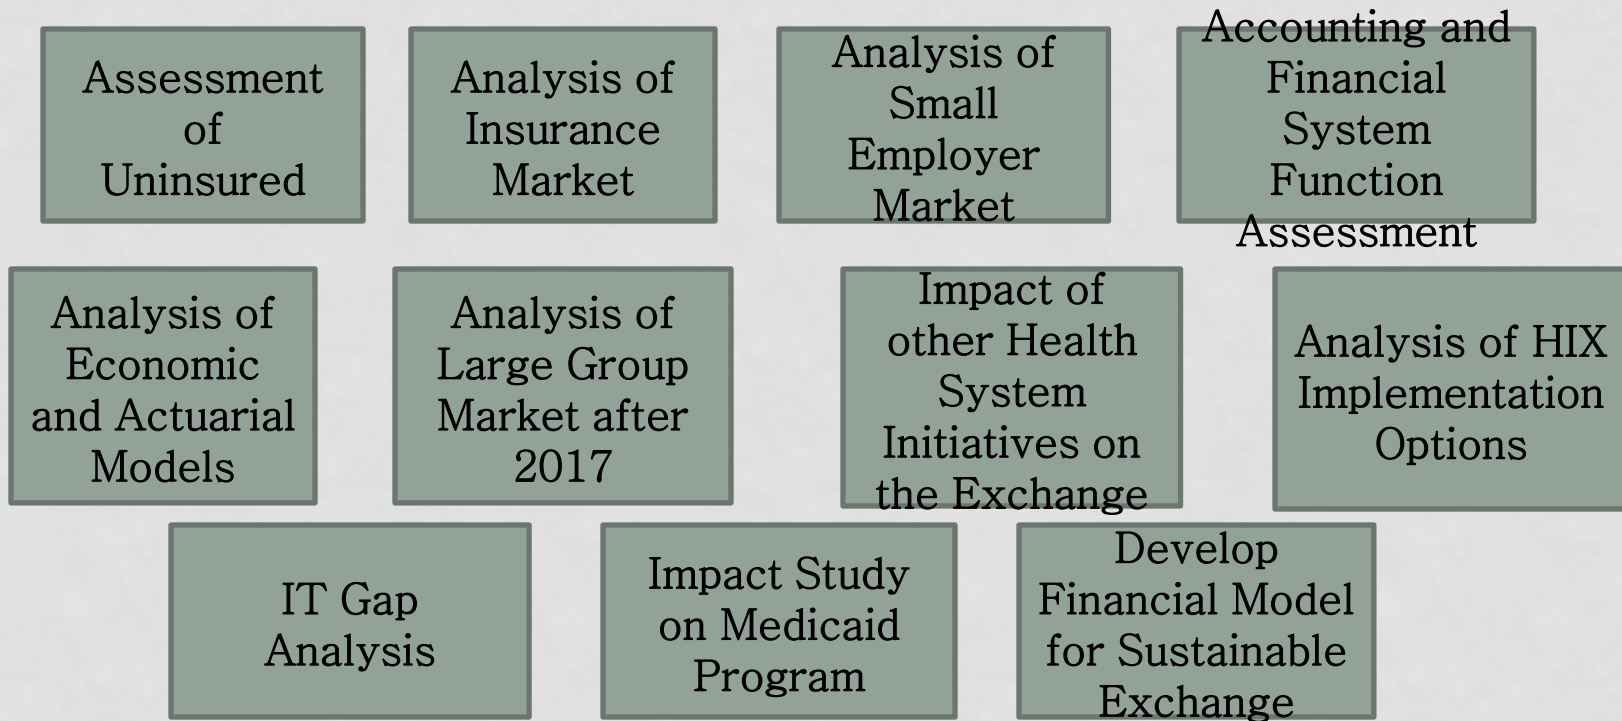 Assessment
of
Uninsured
Analysis of
Insurance
Market
Analysis of
Small
Employer
Market
Accounting and
Financial
System
Function
Assessment
Analysis of
Economic
and Actuarial
Models
Analysis of
Large Group
Market after
2017
Impact of
other Health
System
Initiatives on
the Exchange
Analysis of HIX
Implementation
Options
IT Gap
Analysis
Impact Study
on Medicaid
Program
Develop
Financial Model
for Sustainable
Exchange